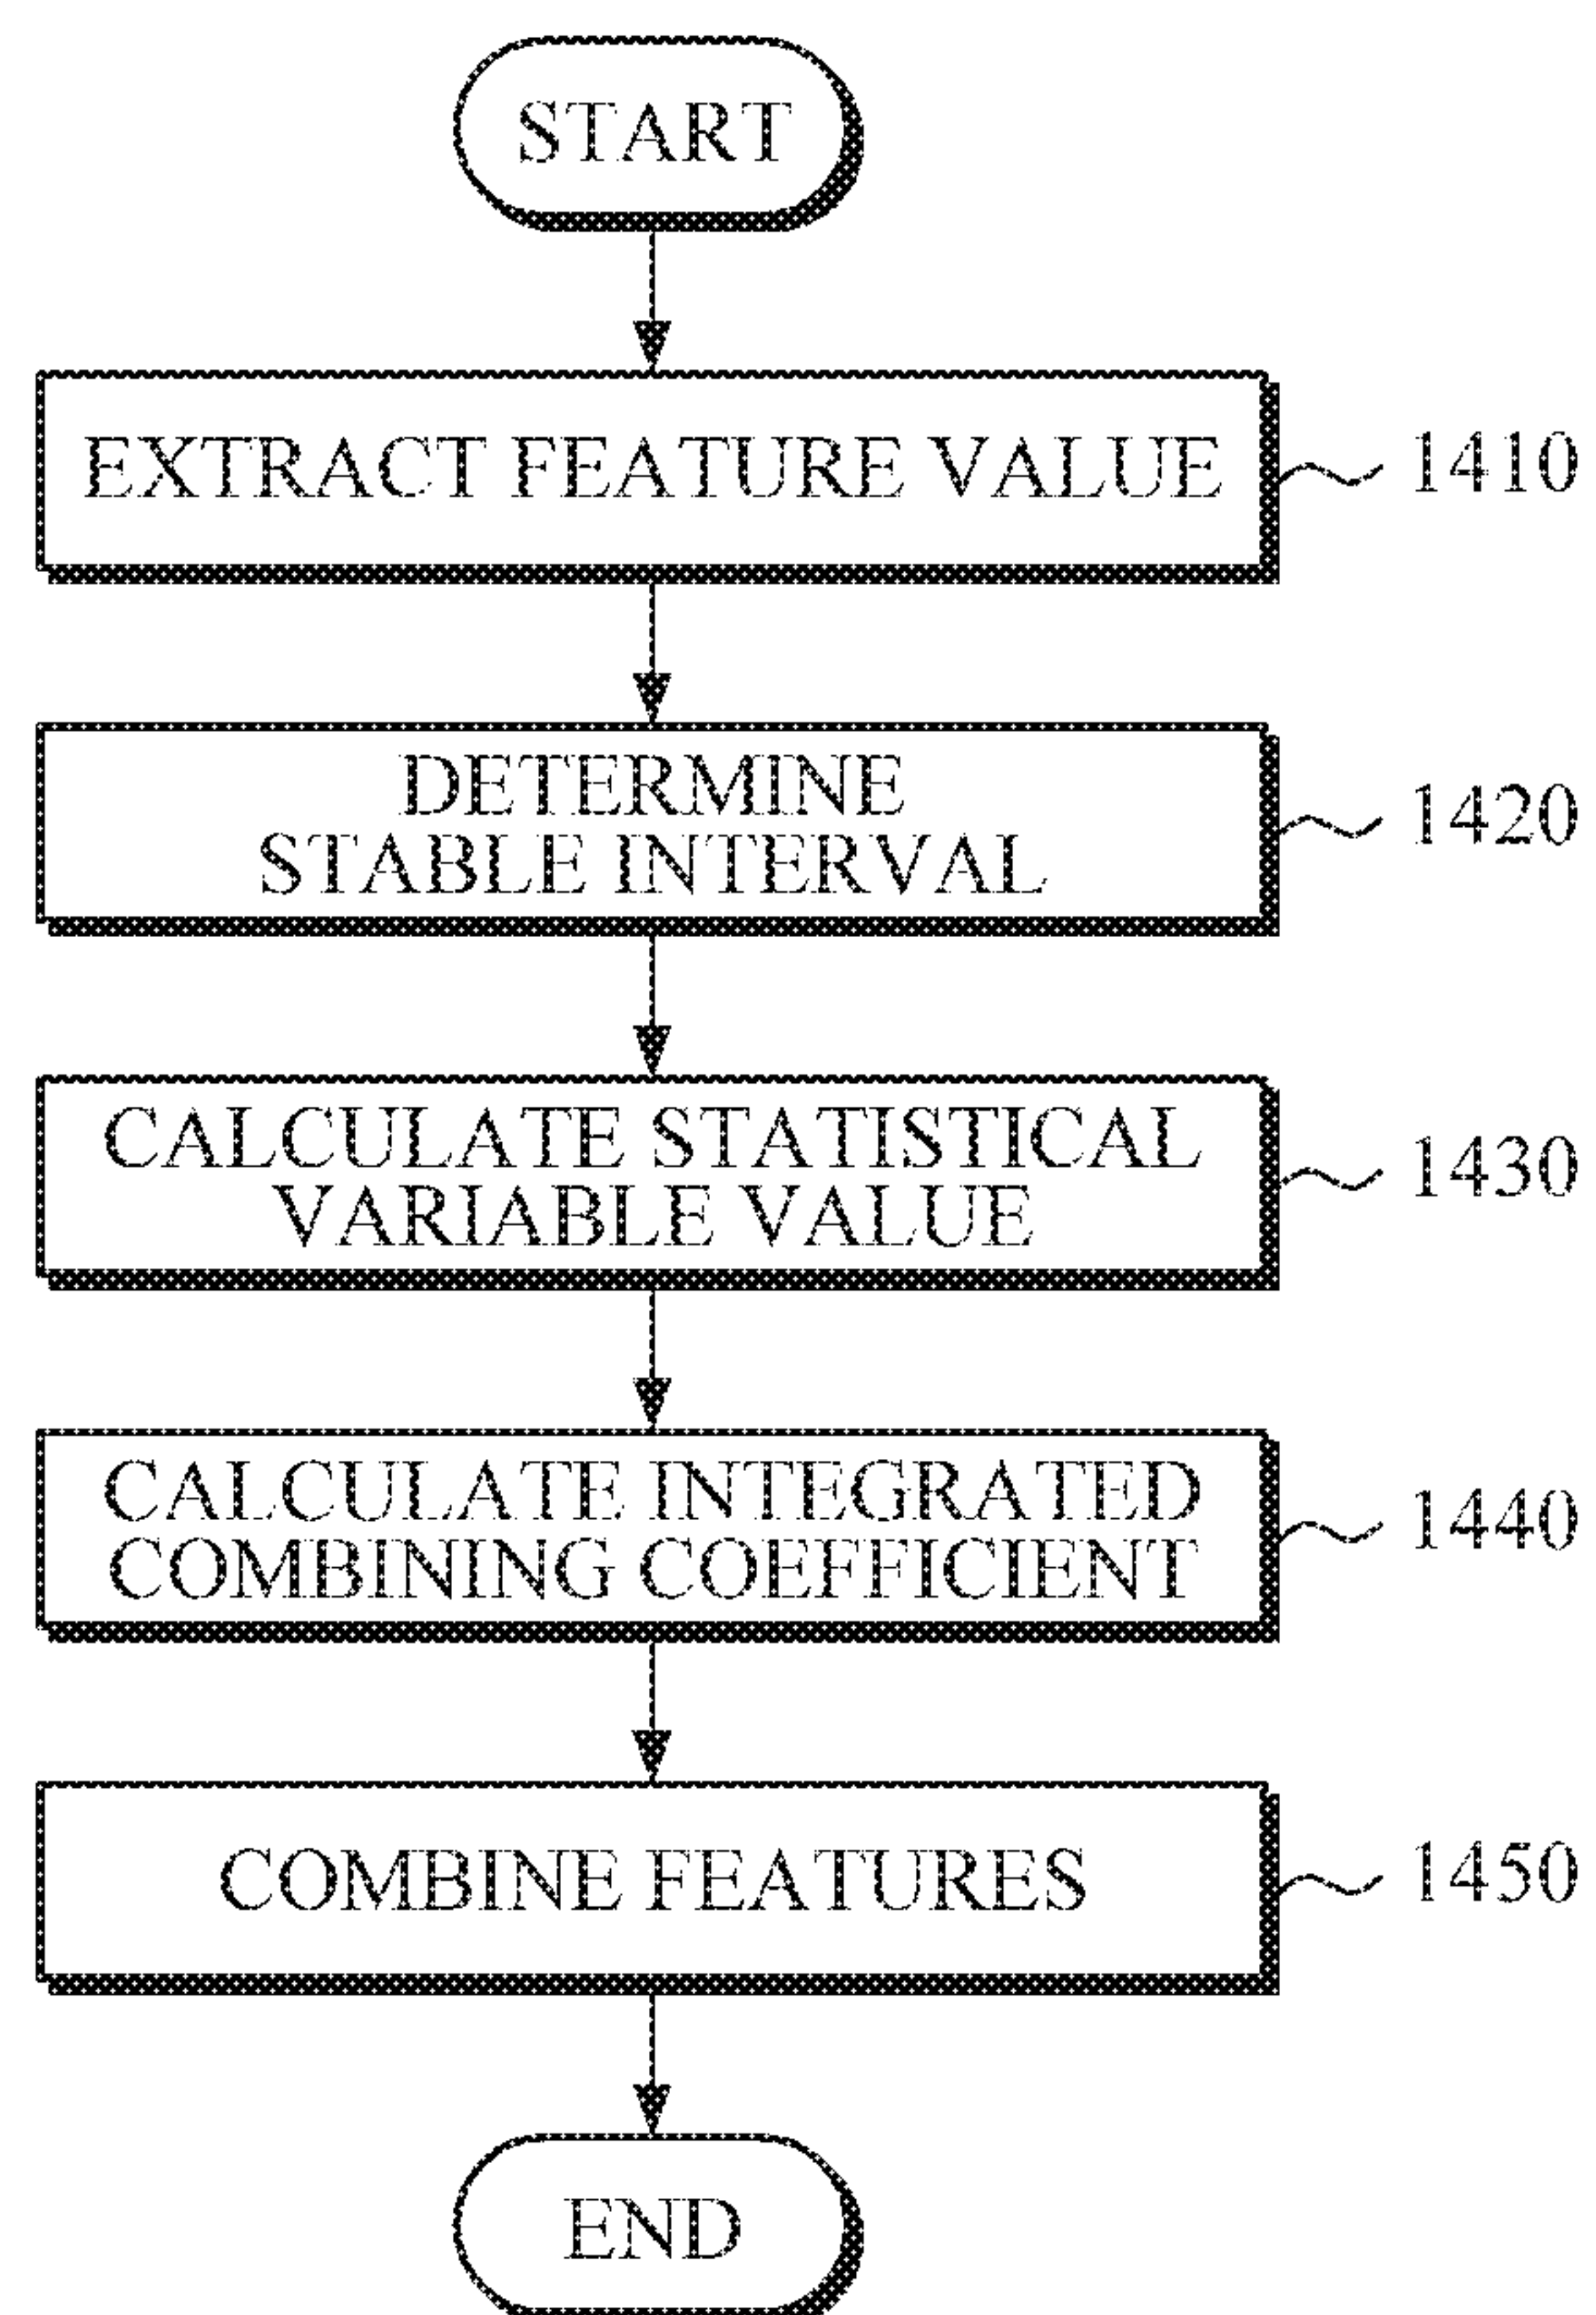 START
EXTRACT FEATURE VALUE
1410
DETERMINE
STABLE INTERVAL
1420
CALCULATE STATISTICAL
VARIABLE VALUE
1430
CALCULATE INTEGRATED
COMBINING COEFFICIENT
1440
COMBINE FEATURES
1450
END